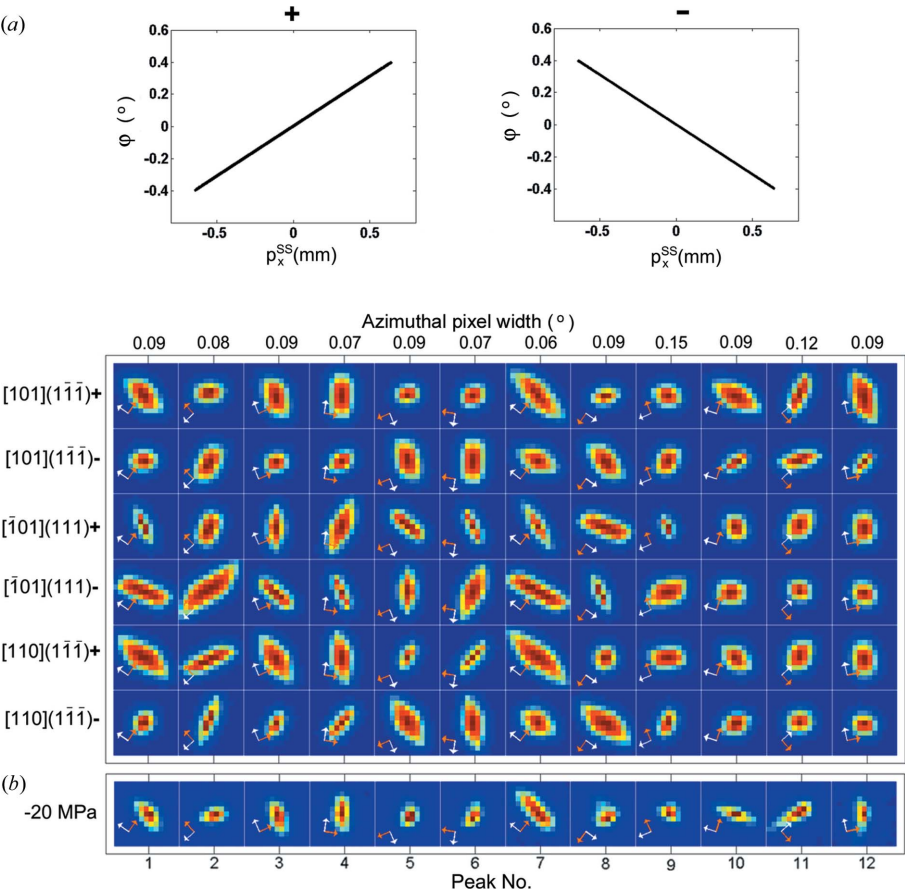 (a)
+
−
0.6
0.4
0.2
0
-0.2
-0.4
φ (°)
-0.5 0 0.5
pₓ^SS(mm)
0.6
0.4
0.2
0
-0.2
-0.4
φ (°)
-0.5 0 0.5
pₓ^SS(mm)
Azimuthal pixel width (°)
0.09 0.08 0.09 0.07 0.09 0.07 0.06 0.09 0.15 0.09 0.12 0.09
[101](11̄1̄)+
[101](11̄1̄)-
[1̄01](111)+
[1̄01](111)-
[110](11̄1̄)+
[110](11̄1̄)-
(b)
-20 MPa
1 2 3 4 5 6 7 8 9 10 11 12
Peak No.